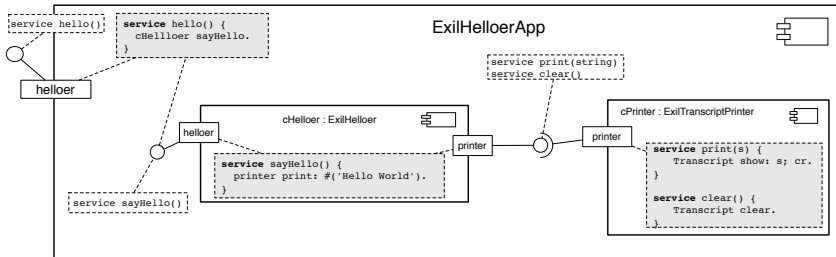 ExilHelloerApp
service hello()
service hello() {
cHellloer sayHello.
}
helloer
service print(string)
service clear()
cHelloer : ExilHelloer
helloer
printer
service sayHello() {
printer print: #('Hello World').
}
service sayHello()
cPrinter : ExilTranscriptPrinter
printer
service print(s) {
Transcript show: s; cr.
}
service clear() {
Transcript clear.
}